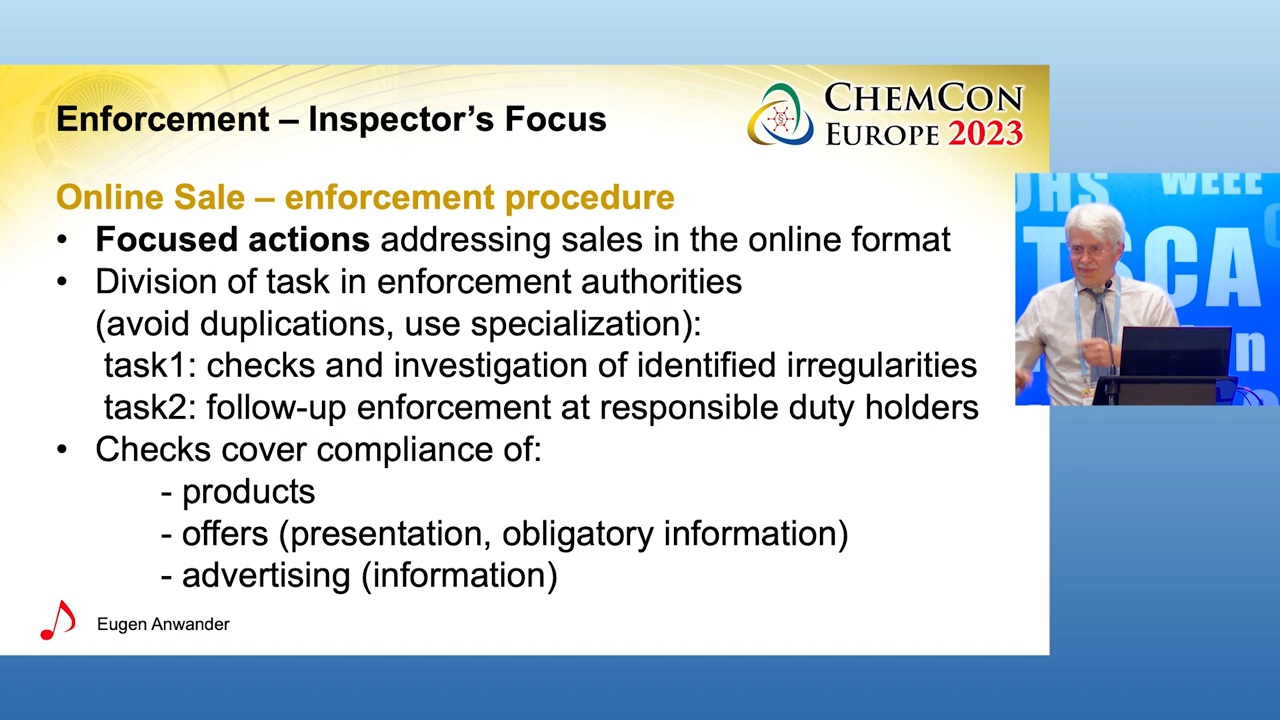 Enforcement – Inspector's Focus
CHEMCON
EUROPE 2023
Online Sale – enforcement procedure
• Focused actions addressing sales in the online format
• Division of task in enforcement authorities
(avoid duplications, use specialization):
task1: checks and investigation of identified irregularities
task2: follow-up enforcement at responsible duty holders
• Checks cover compliance of:
- products
- offers (presentation, obligatory information)
- advertising (information)
Eugen Anwander
WEEE